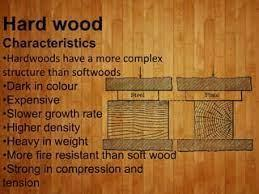 Hard wood
Characteristics
•Hardwoods have a more complex
structure than softwoods
•Dark in colour
•Expensive
•Slower growth rate
•Higher density
•Heavy in weight
•More fire resistant than soft wood
•Strong in compression and
tension
Steel
Plate